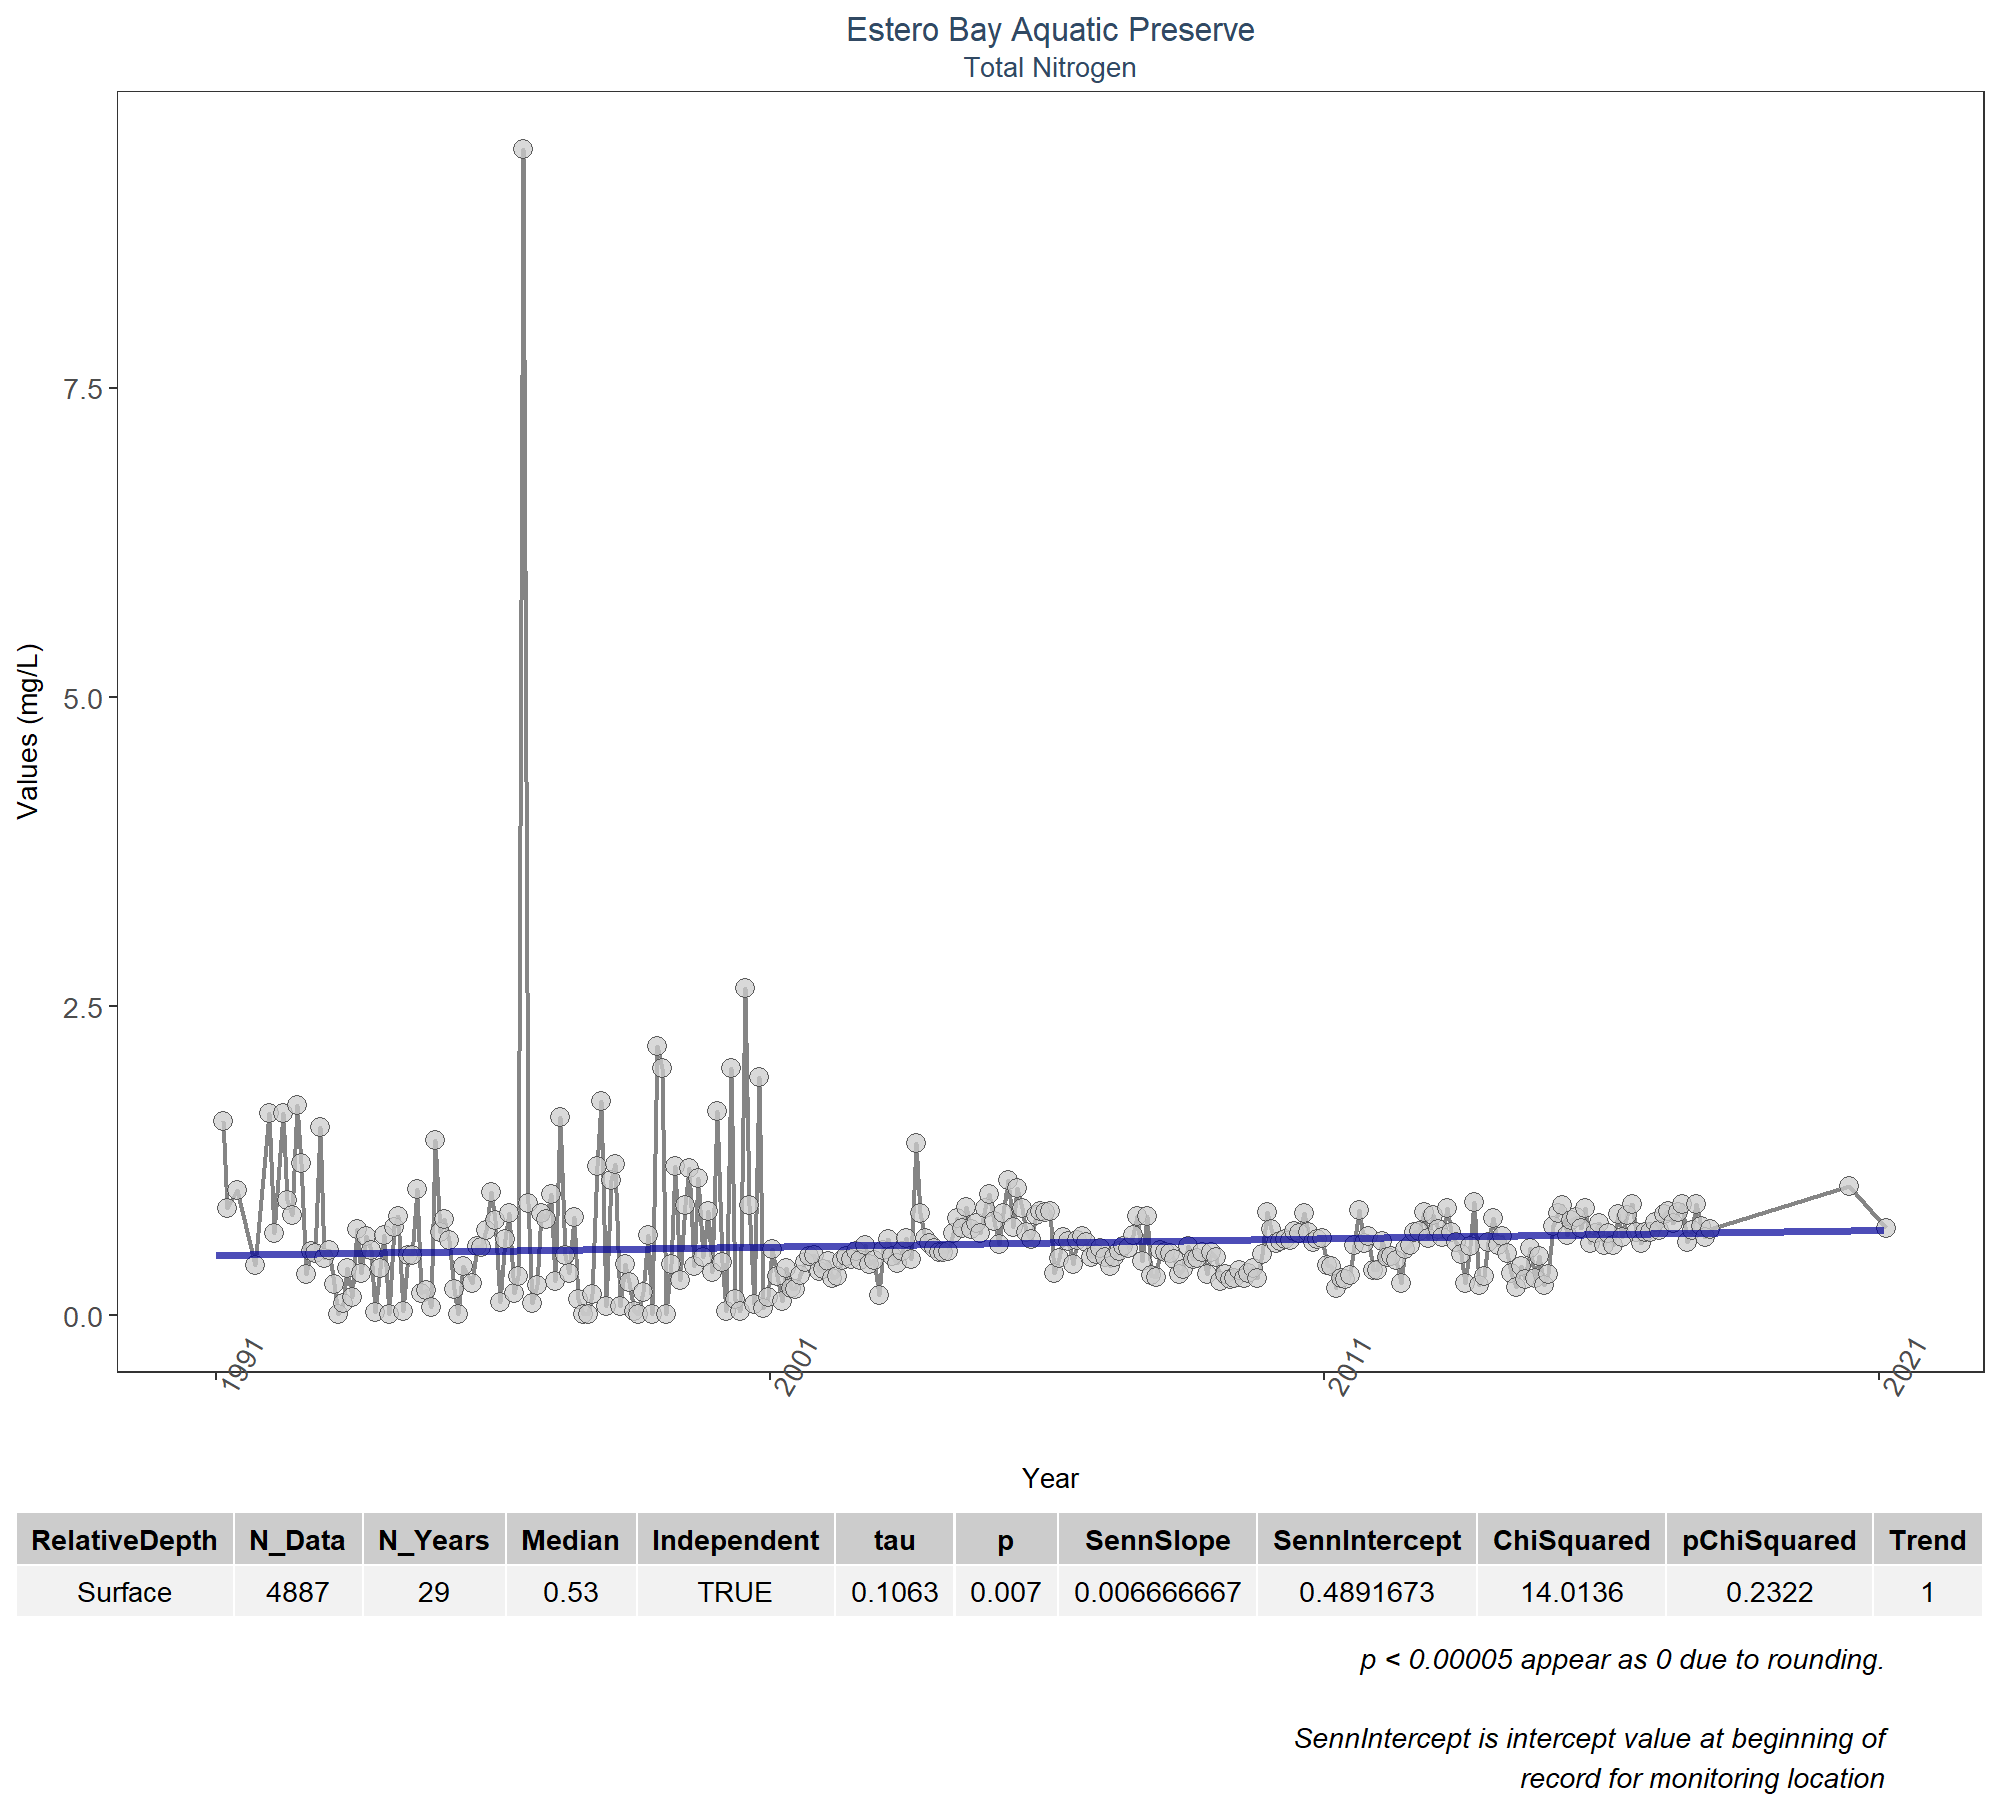 Estero Bay Aquatic Preserve
Total Nitrogen
Values (mg/L)
7.5
5.0
2.5
0.0
1991 2001 2011 2021
Year
RelativeDepth N_Data N_Years Median Independent tau p SennSlope SennIntercept ChiSquared pChiSquared Trend
Surface 4887 29 0.53 TRUE 0.1063 0.007 0.006666667 0.4891673 14.0136 0.2322 1
p < 0.00005 appear as 0 due to rounding.
SennIntercept is intercept value at beginning of
record for monitoring location